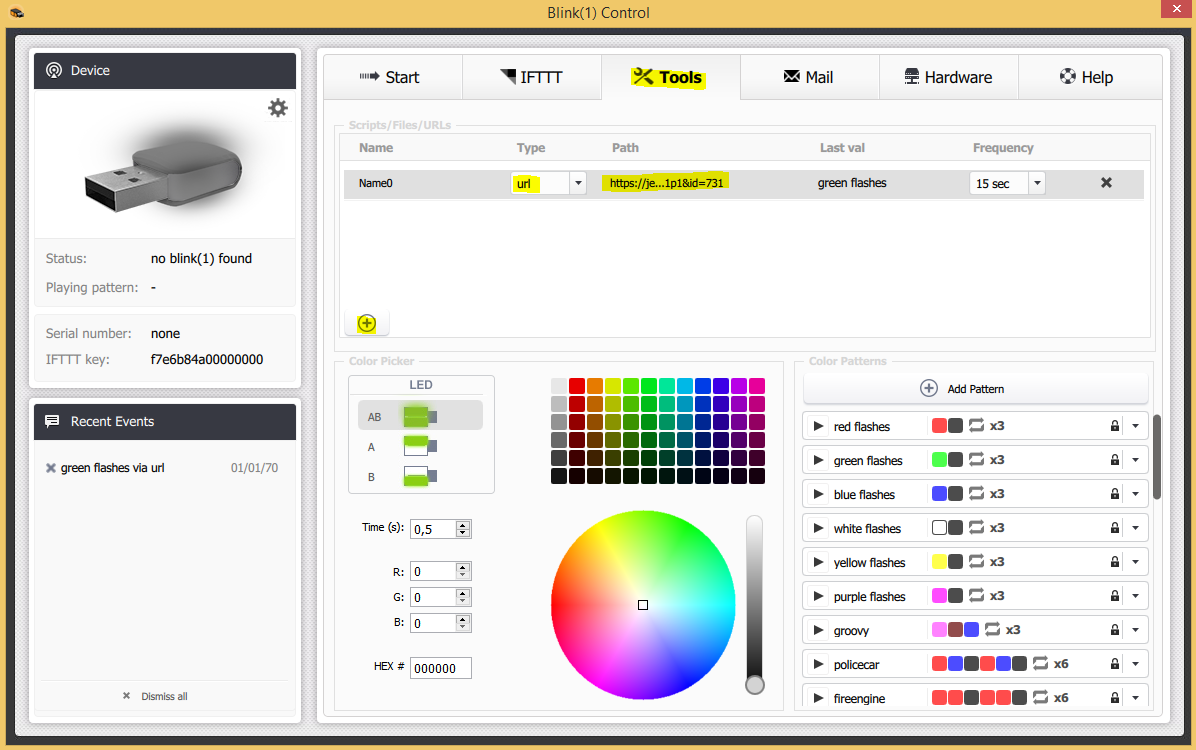 Blink(1) Control
Device
Status: no blink(1) found
Playing pattern: -
Serial number: none
IFTTT key: f7e6b84a00000000
Recent Events
green flashes via url 01/01/70
Dismiss all
Start IFTTT Tools Mail Hardware Help
Scripts/Files/URLs
Name Type Path Last val Frequency
Name0 url https://je...1p1&id=731 green flashes 15 sec
Color Picker
LED
AB
A
B
Time (s): 0,5
R: 0
G: 0
B: 0
HEX # 000000
Color Patterns
Add Pattern
red flashes x3
green flashes x3
blue flashes x3
white flashes x3
yellow flashes x3
purple flashes x3
groovy x3
policecar x6
fireengine x6